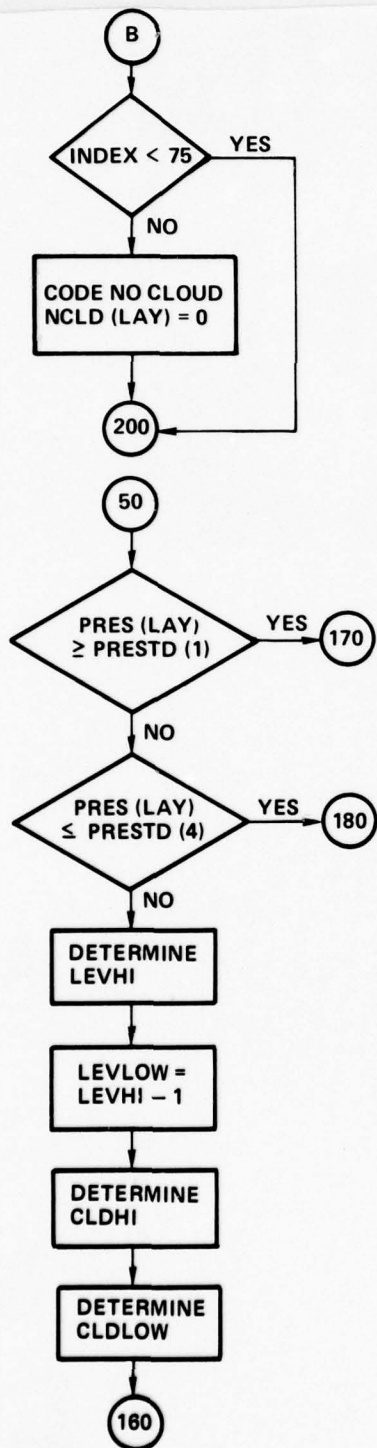 B
INDEX < 75
YES
NO
CODE NO CLOUD
NCLD (LAY) = 0
200
50
PRES (LAY)
≥ PRESTD (1)
YES
170
NO
PRES (LAY)
≤ PRESTD (4)
YES
180
NO
DETERMINE
LEVHI
LEVLOW =
LEVHI – 1
DETERMINE
CLDHI
DETERMINE
CLDLOW
160